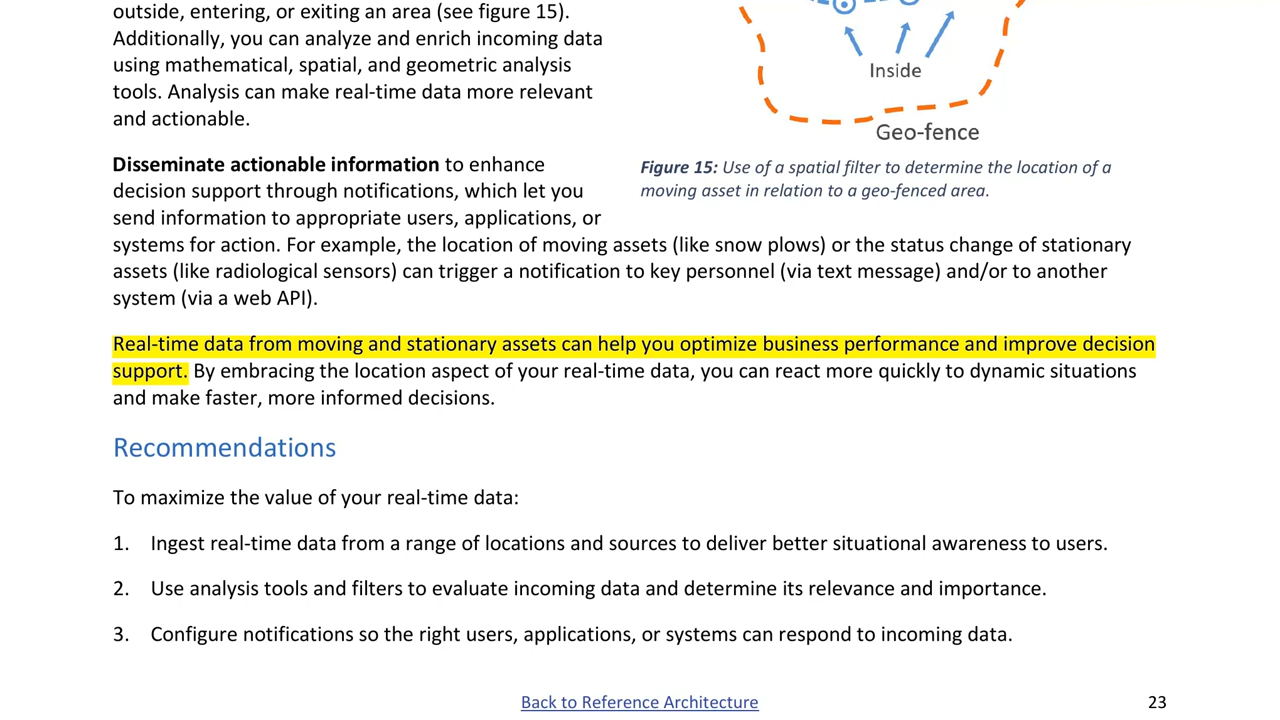 outside, entering, or exiting an area (see figure 15).
Additionally, you can analyze and enrich incoming data
using mathematical, spatial, and geometric analysis
tools. Analysis can make real-time data more relevant
and actionable.
Inside
Geo-fence
Figure 15: Use of a spatial filter to determine the location of a
moving asset in relation to a geo-fenced area.
Disseminate actionable information to enhance
decision support through notifications, which let you
send information to appropriate users, applications, or
systems for action. For example, the location of moving assets (like snow plows) or the status change of stationary
assets (like radiological sensors) can trigger a notification to key personnel (via text message) and/or to another
system (via a web API).
Real-time data from moving and stationary assets can help you optimize business performance and improve decision
support. By embracing the location aspect of your real-time data, you can react more quickly to dynamic situations
and make faster, more informed decisions.
Recommendations
To maximize the value of your real-time data:
1. Ingest real-time data from a range of locations and sources to deliver better situational awareness to users.
2. Use analysis tools and filters to evaluate incoming data and determine its relevance and importance.
3. Configure notifications so the right users, applications, or systems can respond to incoming data.
Back to Reference Architecture
23